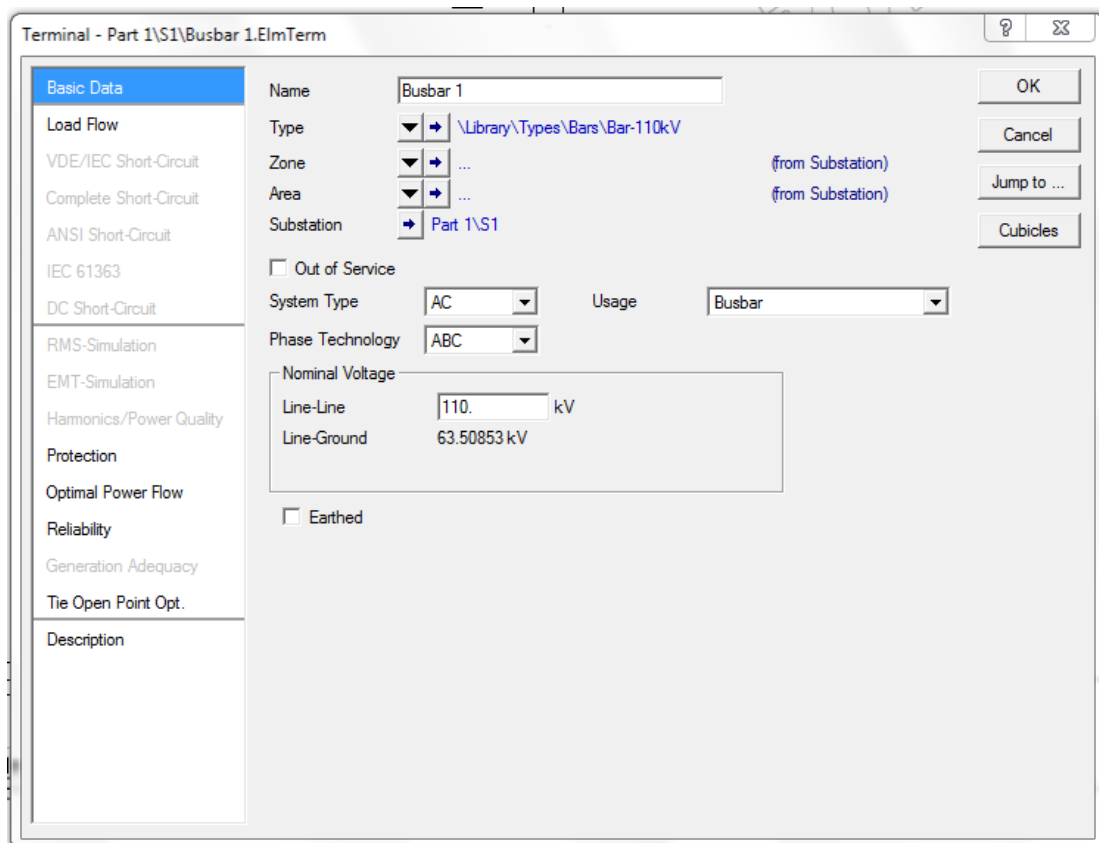 Terminal - Part 1\S1\Busbar 1.ElmTerm
Basic Data
Load Flow
VDE/IEC Short-Circuit
Complete Short-Circuit
ANSI Short-Circuit
IEC 61363
DC Short-Circuit
RMS-Simulation
EMT-Simulation
Harmonics/Power Quality
Protection
Optimal Power Flow
Reliability
Generation Adequacy
Tie Open Point Opt.
Description
Name Busbar 1
Type \Library\Types\Bars\Bar-110kV
Zone ... (from Substation)
Area ... (from Substation)
Substation Part 1\S1
Out of Service
System Type AC Usage Busbar
Phase Technology ABC
Nominal Voltage
Line-Line 110. kV
Line-Ground 63.50853 kV
Earthed
OK
Cancel
Jump to ...
Cubicles